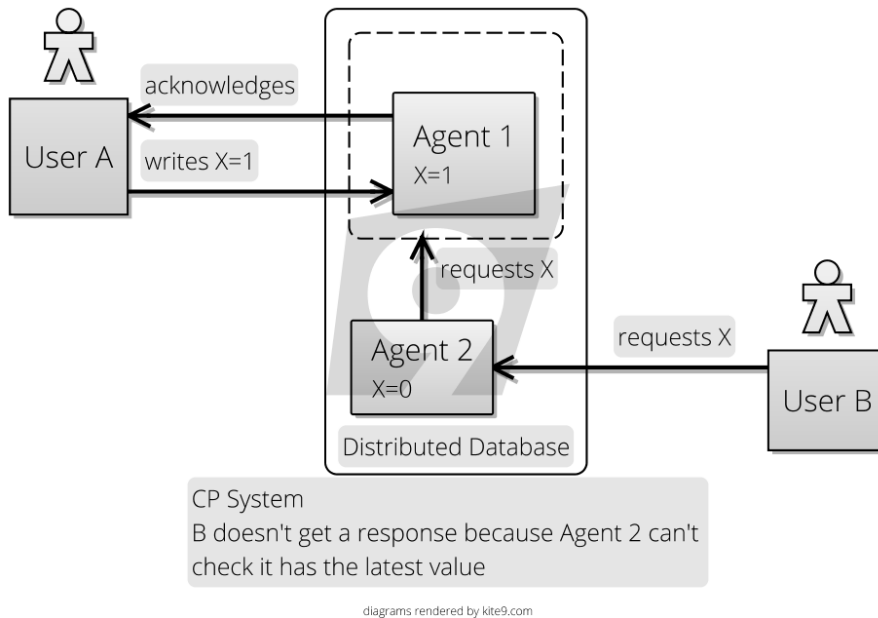 acknowledges
Agent 1
User A
writes X=1
X=1
requests X
requests X
Agent 2
X=0
User B
Distributed Database
CP System
B doesn't get a response because Agent 2 can't
check it has the latest value
diagrams rendered by kite9.com